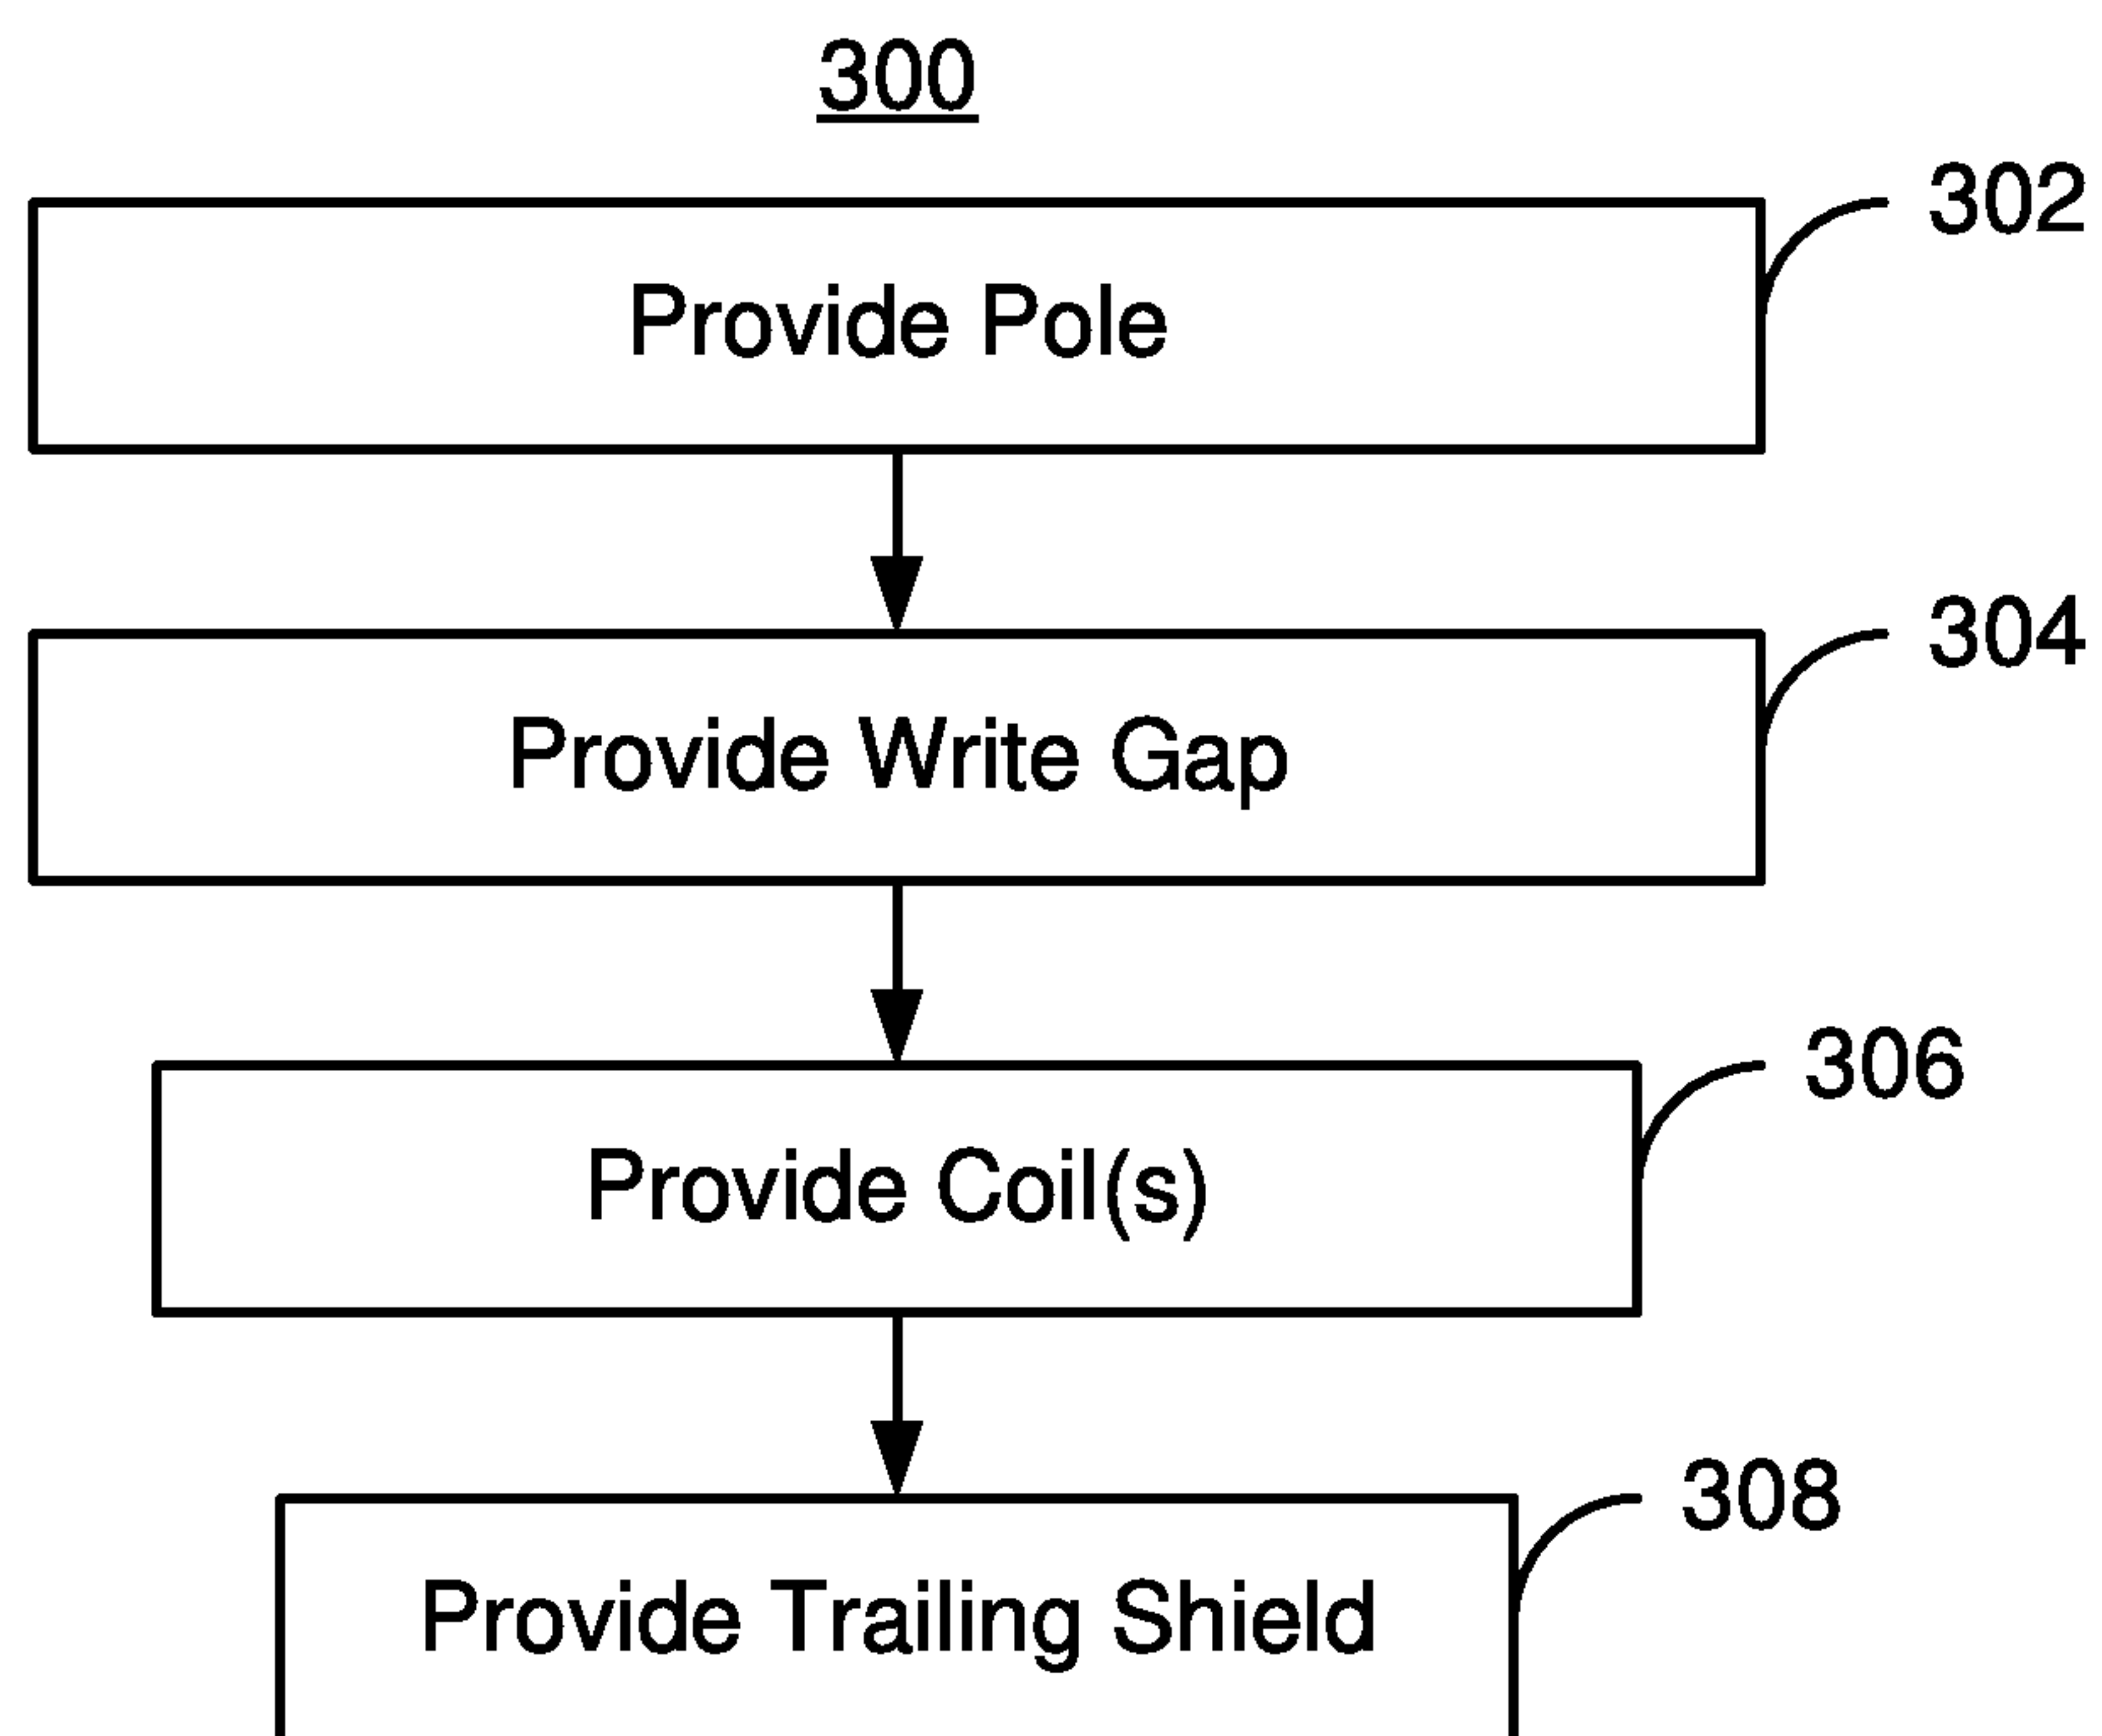 300
302
Provide Pole
304
Provide Write Gap
306
Provide Coil(s)
308
Provide Trailing Shield